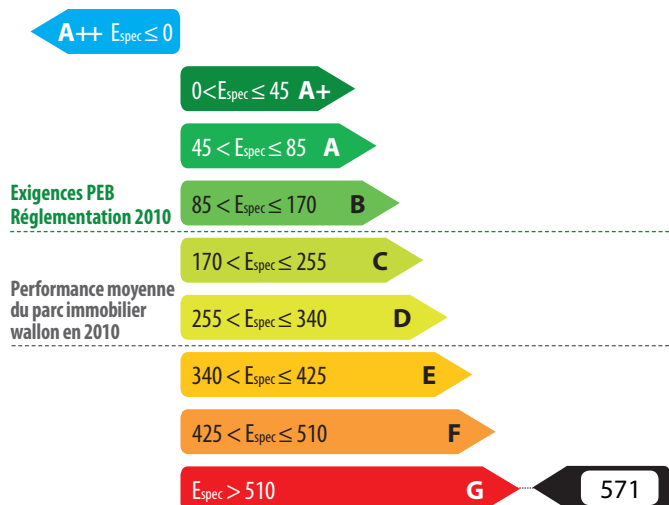 A++ Espec ≤ 0
0<Espec ≤ 45 A+
45 < Espec ≤ 85 A
Exigences PEB
Réglementation 2010
85 < Espec ≤ 170 B
170 < Espec ≤ 255 C
Performance moyenne
du parc immobilier
wallon en 2010
255 < Espec ≤ 340 D
340 < Espec ≤ 425 E
425 < Espec ≤ 510 F
Espec > 510 G 571